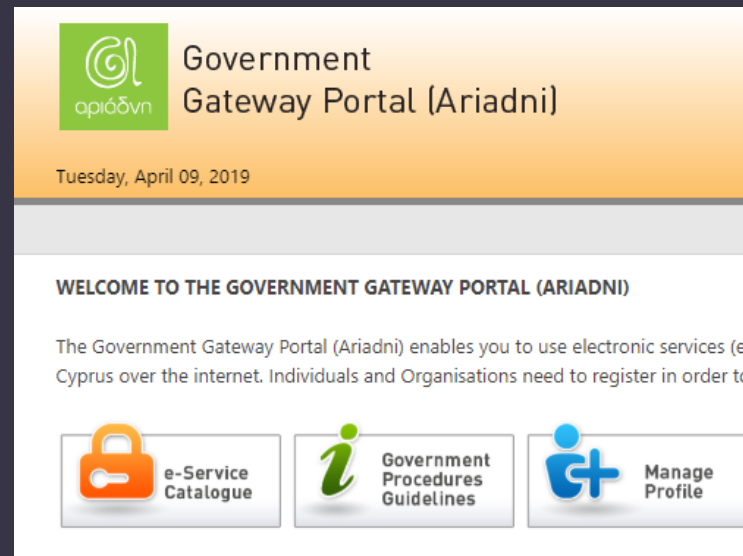 αριάδνη
Government
Gateway Portal (Ariadni)
Tuesday, April 09, 2019
WELCOME TO THE GOVERNMENT GATEWAY PORTAL (ARIADNI)
The Government Gateway Portal (Ariadni) enables you to use electronic services (e
Cyprus over the internet. Individuals and Organisations need to register in order to
e-Service
Catalogue
Government
Procedures
Guidelines
Manage
Profile